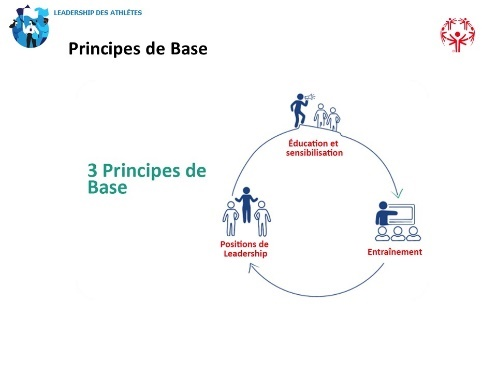 LEADERSHIP DES ATHLÈTES
Principes de Base
3 Principes de
Base
Éducation et
sensibilisation
Positions de
Leadership
Entraînement